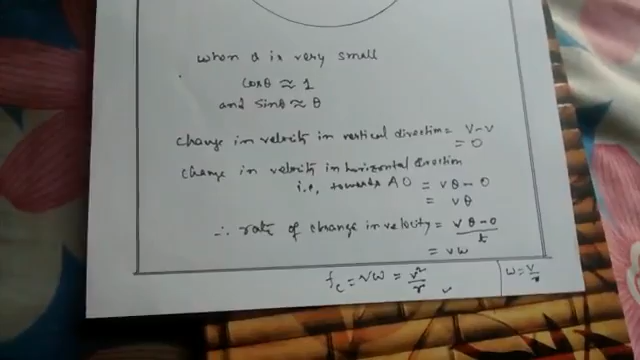 when α is very small
cosθ ≈ 1
and sinθ ≈ θ
change in velocity in vertical direction = v-v
= 0
change in velocity in horizontal direction
i.e, towards AO = vθ-0
= vθ
∴ rate of change in velocity = vθ-0/t
= vω
fc = vω = v²/r
ω = v/r